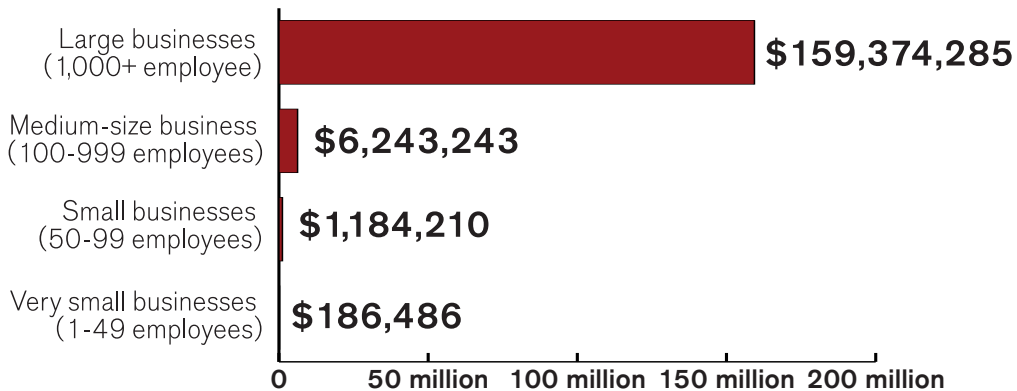 Large businesses
(1,000+ employee)
$159,374,285
Medium-size business
(100-999 employees)
$6,243,243
Small businesses
(50-99 employees)
$1,184,210
Very small businesses
(1-49 employees)
$186,486
0 50 million 100 million 150 million 200 million